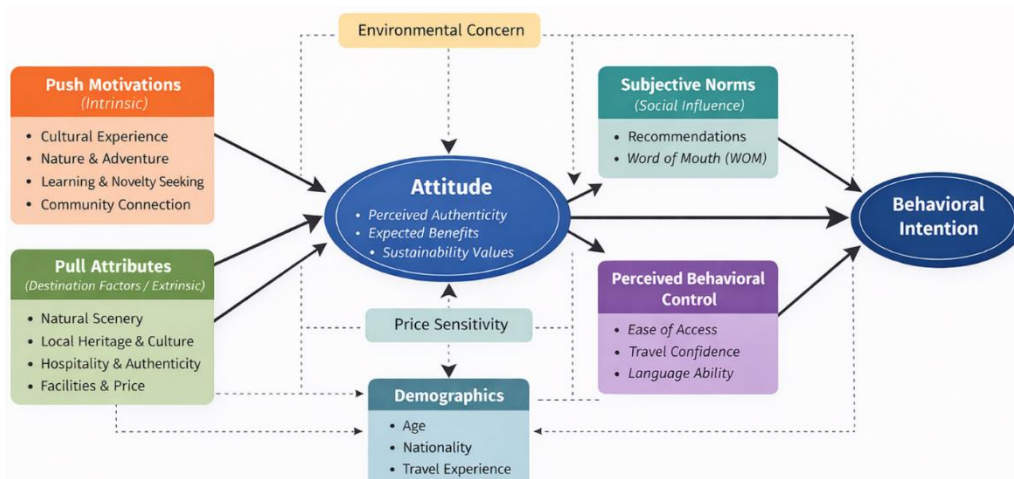 Environmental Concern
Push Motivations
(Intrinsic)
• Cultural Experience
• Nature & Adventure
• Learning & Novelty Seeking
• Community Connection
Pull Attributes
(Destination Factors / Extrinsic)
• Natural Scenery
• Local Heritage & Culture
• Hospitality & Authenticity
• Facilities & Price
Attitude
• Perceived Authenticity
• Expected Benefits
• Sustainability Values
Price Sensitivity
Demographics
• Age
• Nationality
• Travel Experience
Subjective Norms
(Social Influence)
• Recommendations
• Word of Mouth (WOM)
Perceived Behavioral
Control
• Ease of Access
• Travel Confidence
• Language Ability
Behavioral
Intention